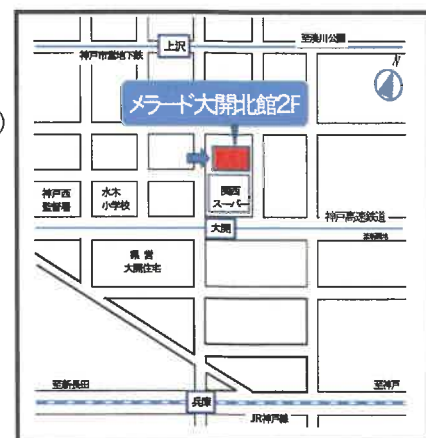 上沢
至湊川公園
神戸市営地下鉄
N
メラード大開北館2F
神戸西
監督署
水木
小学校
関西
スーパー
神戸高速鉄道
大開
県営
大開住宅
至新長田
至神戸
兵庫
JR神戸線